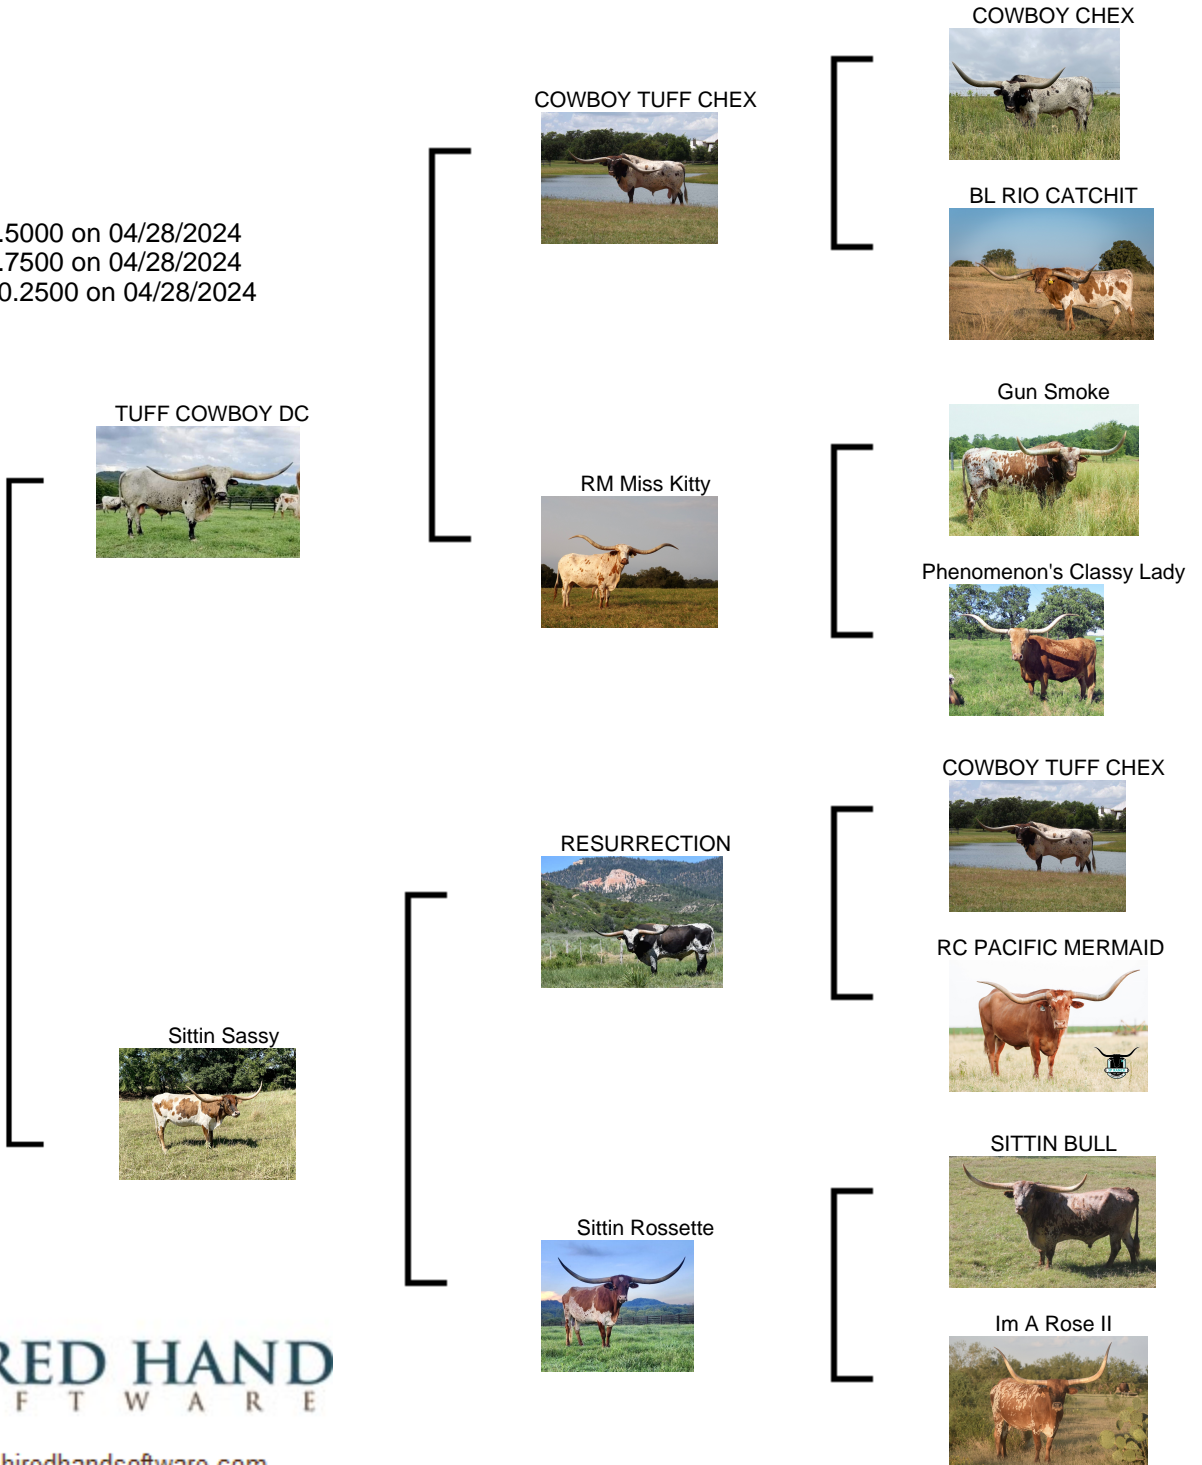 COWBOY CHEX
COWBOY TUFF CHEX
BL RIO CATCHIT
.5000 on 04/28/2024
.7500 on 04/28/2024
0.2500 on 04/28/2024
Gun Smoke
TUFF COWBOY DC
RM Miss Kitty
Phenomenon's Classy Lady
COWBOY TUFF CHEX
RESURRECTION
RC PACIFIC MERMAID
Sittin Sassy
SITTIN BULL
Sittin Rossette
Im A Rose II
RED HAND
F T W A R E
hiredhandsoftware.com